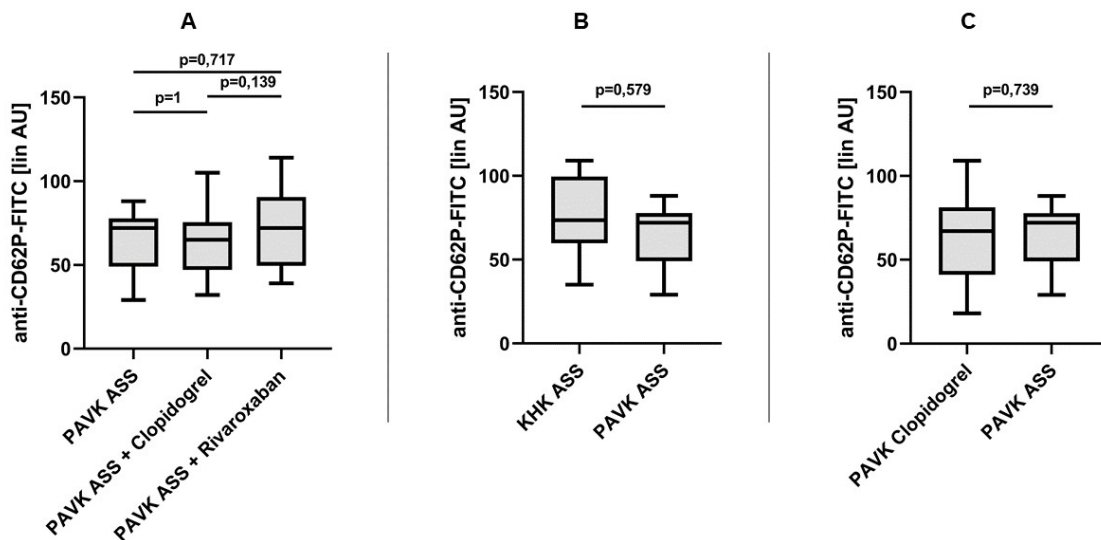 A
p=0,717
p=0,139
p=1
anti-CD62P-FITC [lin AU]
150
100
50
0
PAVK ASS
PAVK ASS + Clopidogrel
PAVK ASS + Rivaroxaban
B
p=0,579
anti-CD62P-FITC [lin AU]
150
100
50
0
KHK ASS
PAVK ASS
C
p=0,739
anti-CD62P-FITC [lin AU]
150
100
50
0
PAVK Clopidogrel
PAVK ASS